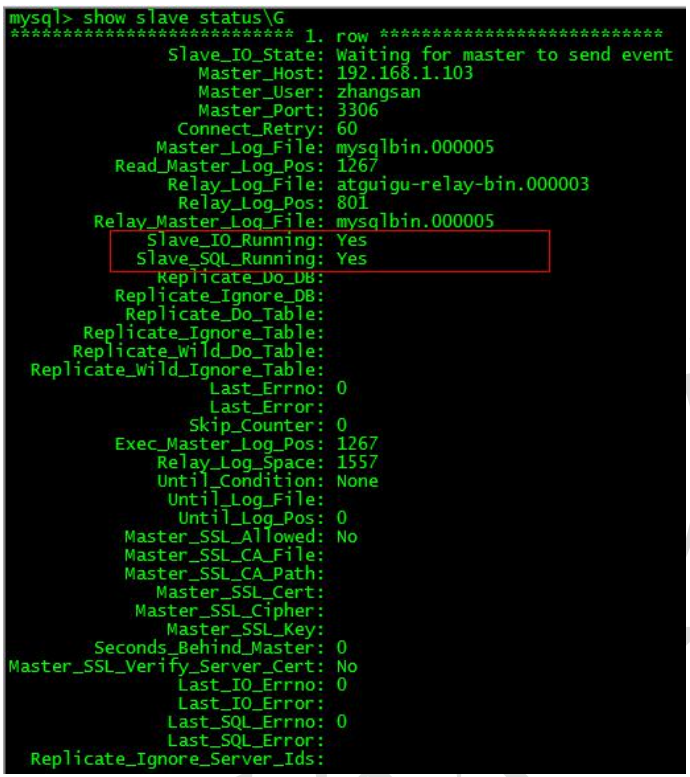 mysql> show slave status\G
*************************** 1. row ***************************
Slave_IO_State: Waiting for master to send event
Master_Host: 192.168.1.103
Master_User: zhangsan
Master_Port: 3306
Connect_Retry: 60
Master_Log_File: mysqlbin.000005
Read_Master_Log_Pos: 1267
Relay_Log_File: atguigu-relay-bin.000003
Relay_Log_Pos: 801
Relay_Master_Log_File: mysqlbin.000005
Slave_IO_Running: Yes
Slave_SQL_Running: Yes
Replicate_Do_DB:
Replicate_Ignore_DB:
Replicate_Do_Table:
Replicate_Ignore_Table:
Replicate_Wild_Do_Table:
Replicate_Wild_Ignore_Table:
Last_Errno: 0
Last_Error:
Skip_Counter: 0
Exec_Master_Log_Pos: 1267
Relay_Log_Space: 1557
Until_Condition: None
Until_Log_File:
Until_Log_Pos: 0
Master_SSL_Allowed: No
Master_SSL_CA_File:
Master_SSL_CA_Path:
Master_SSL_Cert:
Master_SSL_Cipher:
Master_SSL_Key:
Seconds_Behind_Master: 0
Master_SSL_Verify_Server_Cert: No
Last_IO_Errno: 0
Last_IO_Error:
Last_SQL_Errno: 0
Last_SQL_Error:
Replicate_Ignore_Server_Ids: